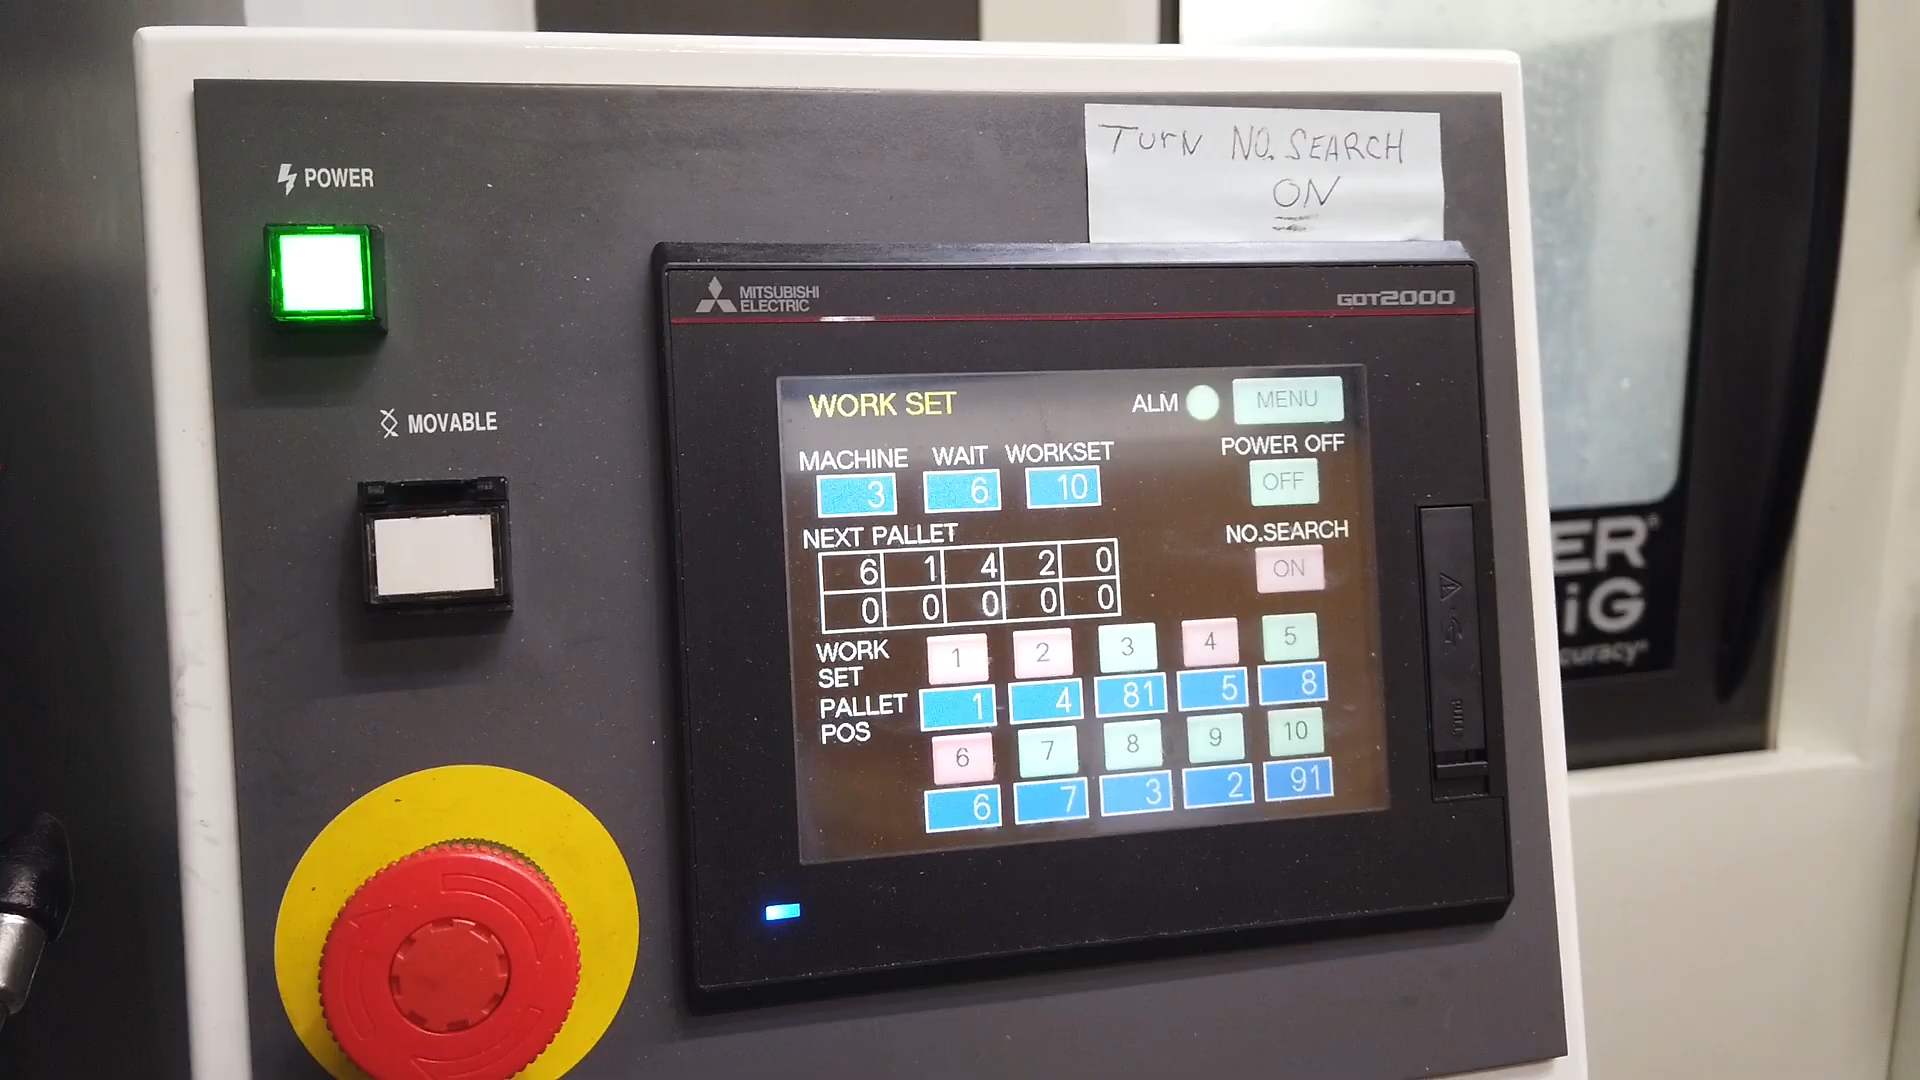 TURN NO. SEARCH
ON
POWER
MITSUBISHI
ELECTRIC
GOT2000
MOVABLE
WORK SET
ALM
MENU
MACHINE WAIT WORKSET
POWER OFF
3 6 10
OFF
NEXT PALLET
NO.SEARCH
6 1 4 2 0
ON
0 0 0 0 0
WORK
SET
1 2 3 4 5
PALLET
POS
1 4 81 5 8
6 7 8 9 10
6 7 3 2 91
ER
iG
curacy